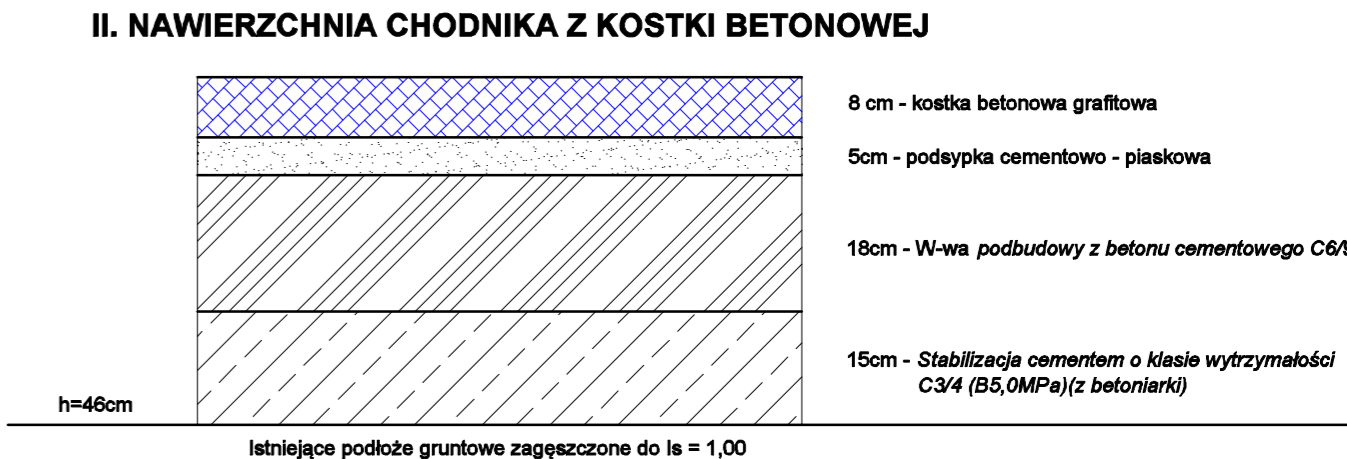 II. NAWIERZCHNIA CHODNIKA Z KOSTKI BETONOWEJ
8 cm - kostka betonowa grafitowa
5cm - podsypka cementowo - piaskowa
18cm - W-wa podbudowy z betonu cementowego C6/9
15cm - Stabilizacja cementem o klasie wytrzymałości
C3/4 (B5,0MPa)(z betoniarki)
h=46cm
Istniejące podłoże gruntowe zagęszczone do Is = 1,00